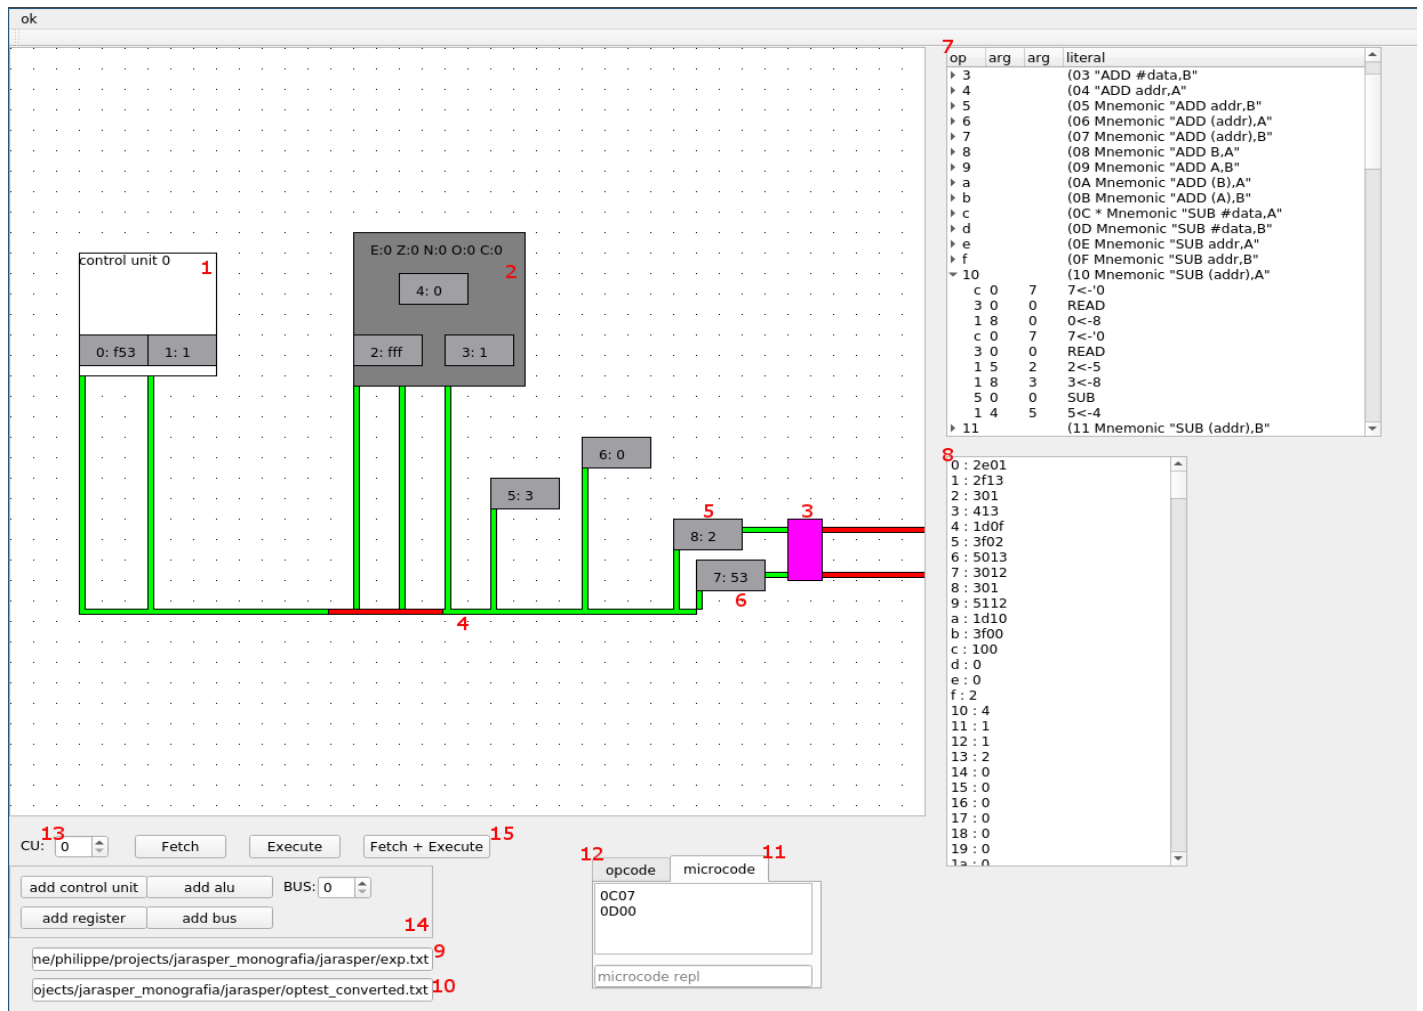 ok
control unit 0
1
0: f53
1: 1
E:0 Z:0 N:0 O:0 C:0
2
4: 0
2: fff
3: 1
6: 0
5: 3
5
3
8: 2
7: 53
6
4
7
op arg arg literal
3 (03 "ADD #data,B"
4 (04 "ADD addr,A"
5 (05 Mnemonic "ADD addr,B"
6 (06 Mnemonic "ADD (addr),A"
7 (07 Mnemonic "ADD (addr),B"
8 (08 Mnemonic "ADD B,A"
9 (09 Mnemonic "ADD A,B"
a (0A Mnemonic "ADD (B),A"
b (0B Mnemonic "ADD (A),B"
c (0C * Mnemonic "SUB #data,A"
d (0D Mnemonic "SUB #data,B"
e (0E Mnemonic "SUB addr,A"
f (0F Mnemonic "SUB addr,B"
10 (10 Mnemonic "SUB (addr),A"
c 0 7 7<-'0
3 0 0 READ
1 8 0 0<-8
c 0 7 7<-'0
3 0 0 READ
1 5 2 2<-5
1 8 3 3<-8
5 0 0 SUB
1 4 5 5<-4
11 (11 Mnemonic "SUB (addr),B"
8
0 : 2e01
1 : 2f13
2 : 301
3 : 413
4 : 1d0f
5 : 3f02
6 : 5013
7 : 3012
8 : 301
9 : 5112
a : 1d10
b : 3f00
c : 100
d : 0
e : 0
f : 2
10 : 4
11 : 1
12 : 1
13 : 2
14 : 0
15 : 0
16 : 0
17 : 0
18 : 0
19 : 0
1a : 0
13
15
CU: 0 Fetch Execute Fetch + Execute
add control unit add alu BUS: 0
add register add bus
14
ne/philippe/projects/jarasper_monografia/jarasper/exp.txt 9
ojects/jarasper_monografia/jarasper/optest_converted.txt 10
12
11
opcode microcode
0C07
0D00
microcode repl